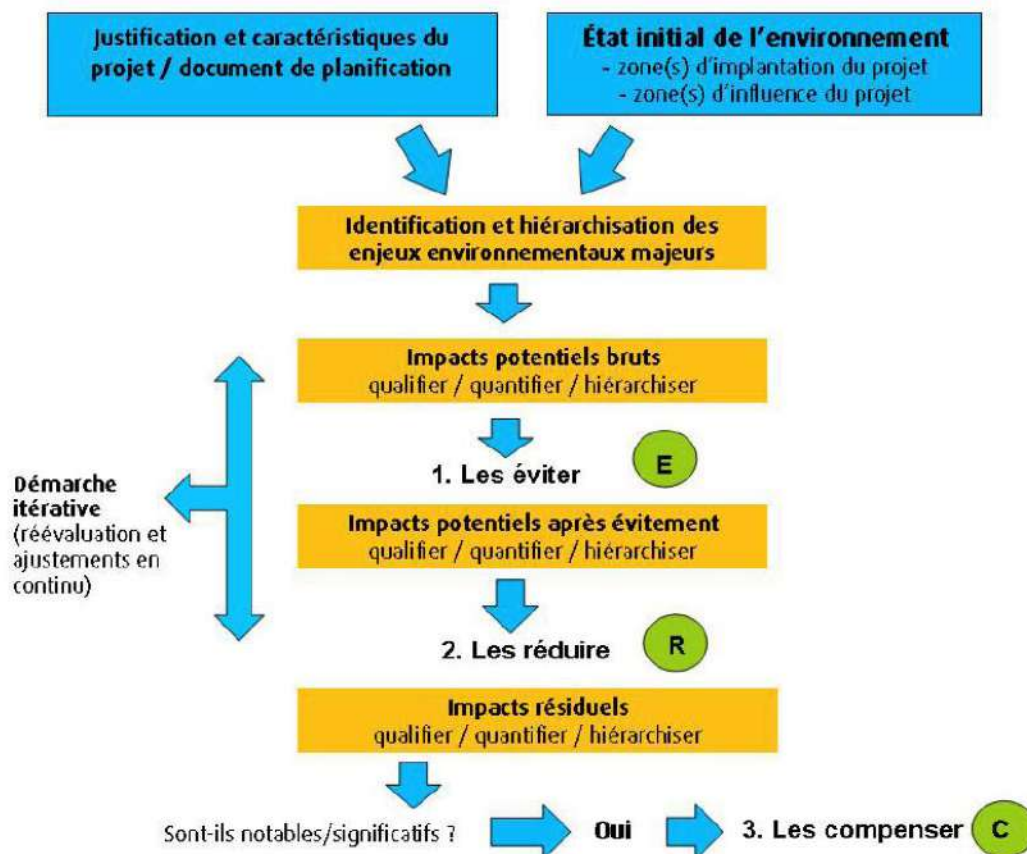 Justification et caractéristiques du
projet / document de planification
État initial de l'environnement
- zone(s) d'implantation du projet
- zone(s) d'influence du projet
Identification et hiérarchisation des
enjeux environnementaux majeurs
Impacts potentiels bruts
qualifier / quantifier / hiérarchiser
1. Les éviter
E
Démarche
itérative
(réévaluation et
ajustements en
continu)
Impacts potentiels après évitement
qualifier / quantifier / hiérarchiser
2. Les réduire
R
Impacts résiduels
qualifier / quantifier / hiérarchiser
Sont-ils notables/significatifs ?
Oui
3. Les compenser
C